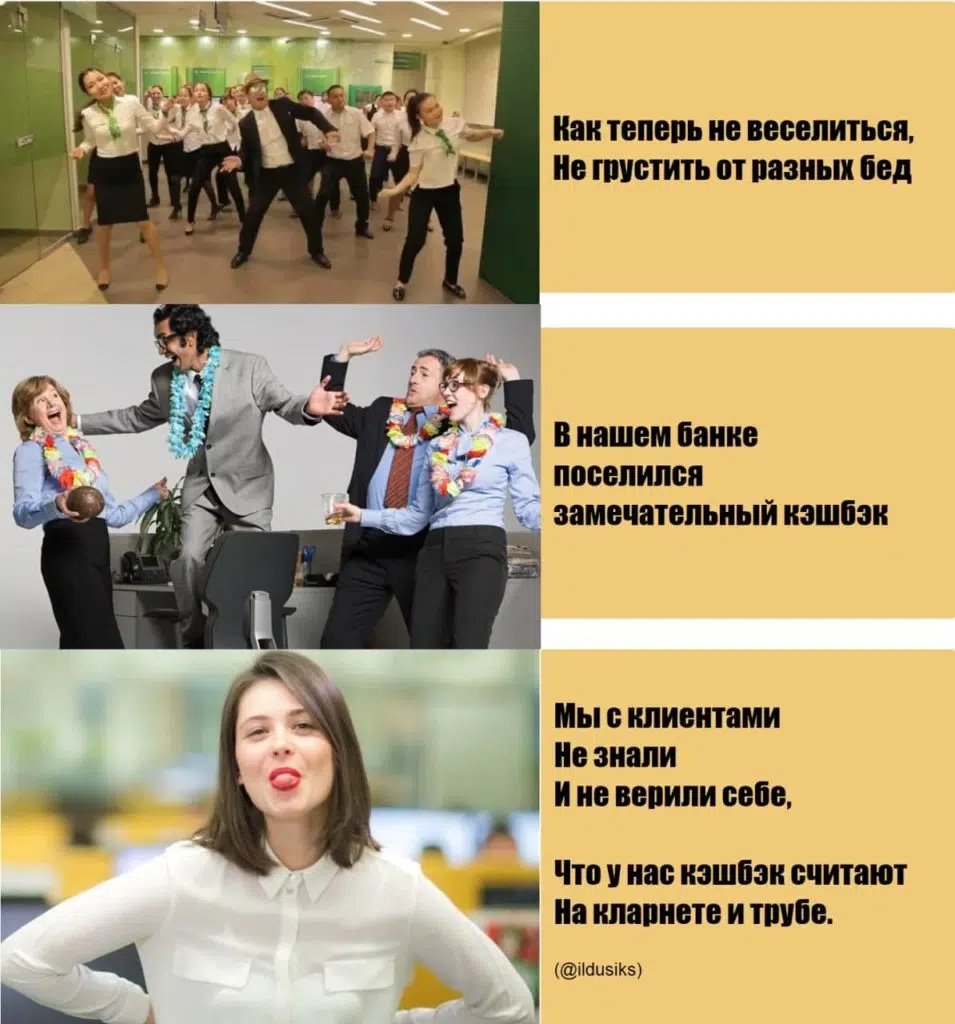 Как теперь не веселиться,
Не грустить от разных бед
В нашем банке
поселился
замечательный кэшбэк
Мы с клиентами
Не знали
И не верили себе,
Что у нас кэшбэк считают
На кларнете и трубе.
(@ildusiks)